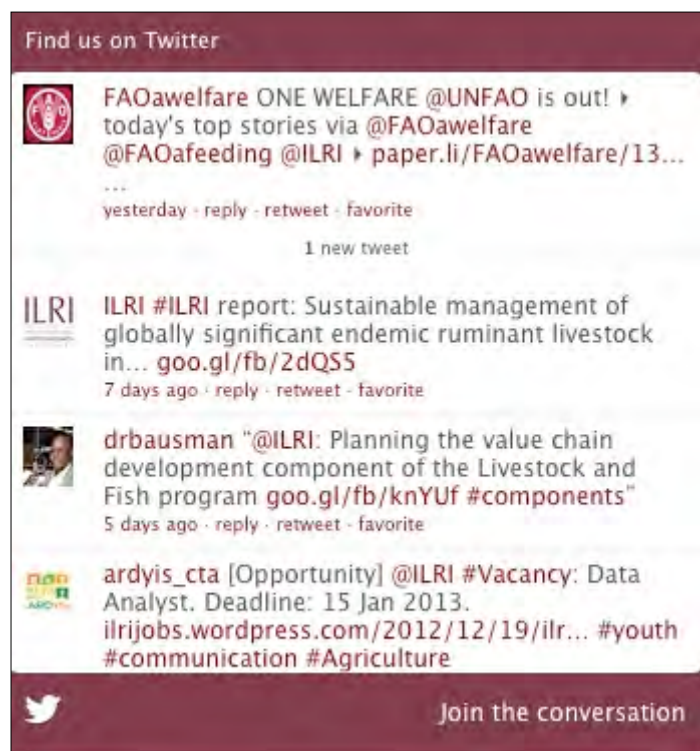 Find us on Twitter
FAOawelfare ONE WELFARE @UNFAO is out! ▸
today's top stories via @FAOawelfare
@FAOafeeding @ILRI ▸ paper.li/FAOawelfare/13...
...
yesterday · reply · retweet · favorite
1 new tweet
ILRI
ILRI #ILRI report: Sustainable management of
globally significant endemic ruminant livestock
in... goo.gl/fb/2dQS5
7 days ago · reply · retweet · favorite
drbausman "@ILRI: Planning the value chain
development component of the Livestock and
Fish program goo.gl/fb/knYUf #components"
5 days ago · reply · retweet · favorite
ardyis_cta [Opportunity] @ILRI #Vacancy: Data
Analyst. Deadline: 15 Jan 2013.
ilrijobs.wordpress.com/2012/12/19/ilr... #youth
#communication #Agriculture
Join the conversation